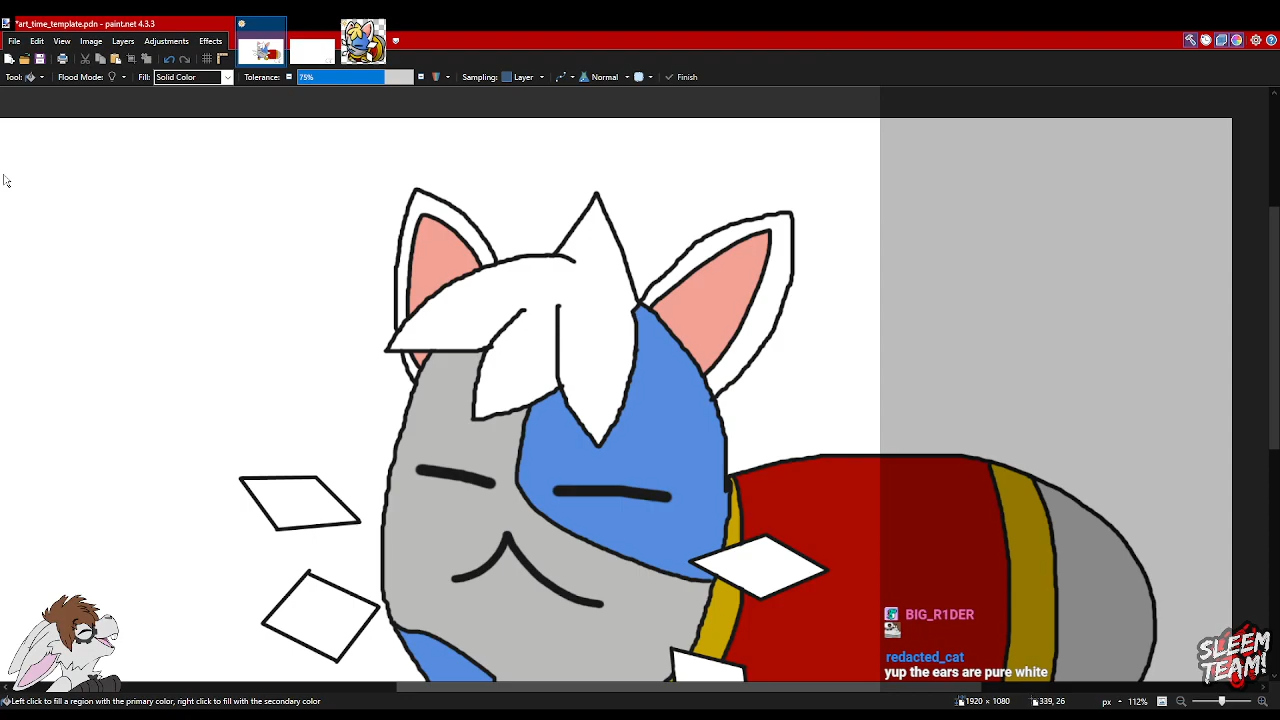 *art_time_template.pdn - paint.net 4.3.3
File Edit View Image Layers Adjustments Effects
Tool: Flood Mode: Fill: Solid Color Tolerance: 75% Sampling: Layer Normal Finish
BIG_R1DER
redacted_cat
yup the ears are pure white
SLEEM
TEAM!
Left click to fill a region with the primary color, right click to fill with the secondary color 1920 × 1080 339, 26 px 112%